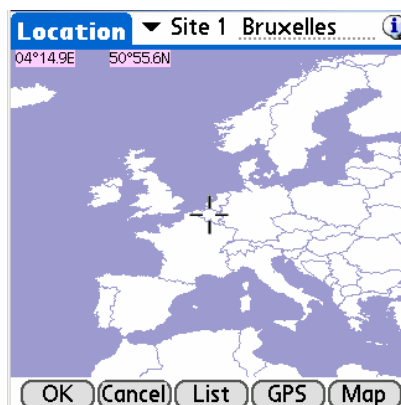 Location Site 1 Bruxelles i
04°14.9E 50°55.6N
OK Cancel List GPS Map